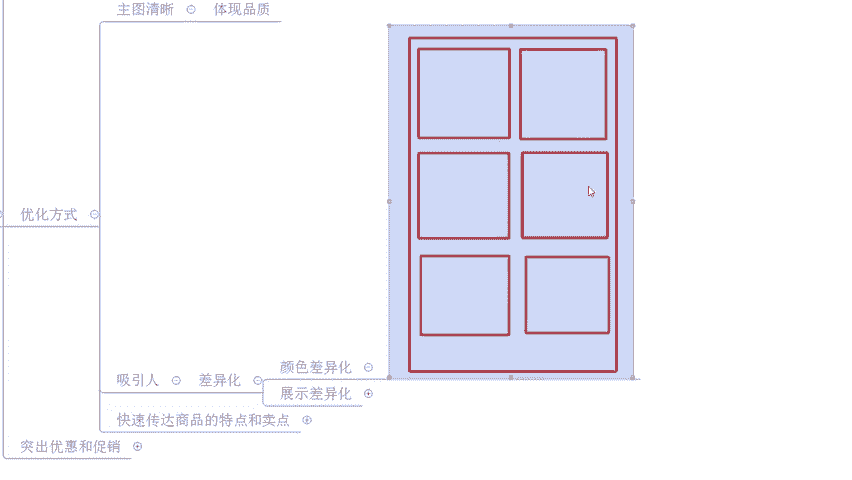 主图清晰 体现品质
优化方式
颜色差异化
吸引人 差异化
展示差异化
快速传达商品的特点和卖点
突出优惠和促销